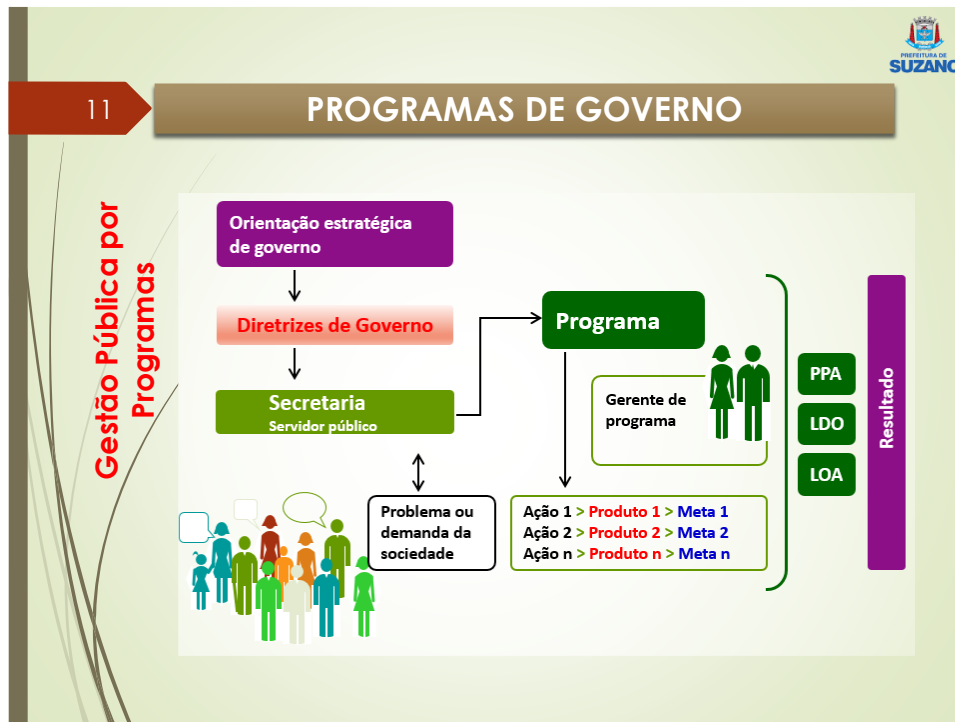 PREFEITURA DE
SUZANO
11
PROGRAMAS DE GOVERNO
Gestão Pública por
Programas
Orientação estratégica
de governo
Diretrizes de Governo
Secretaria
Servidor público
Problema ou
demanda da
sociedade
Programa
Gerente de
programa
Ação 1 > Produto 1 > Meta 1
Ação 2 > Produto 2 > Meta 2
Ação n > Produto n > Meta n
PPA
LDO
LOA
Resultado